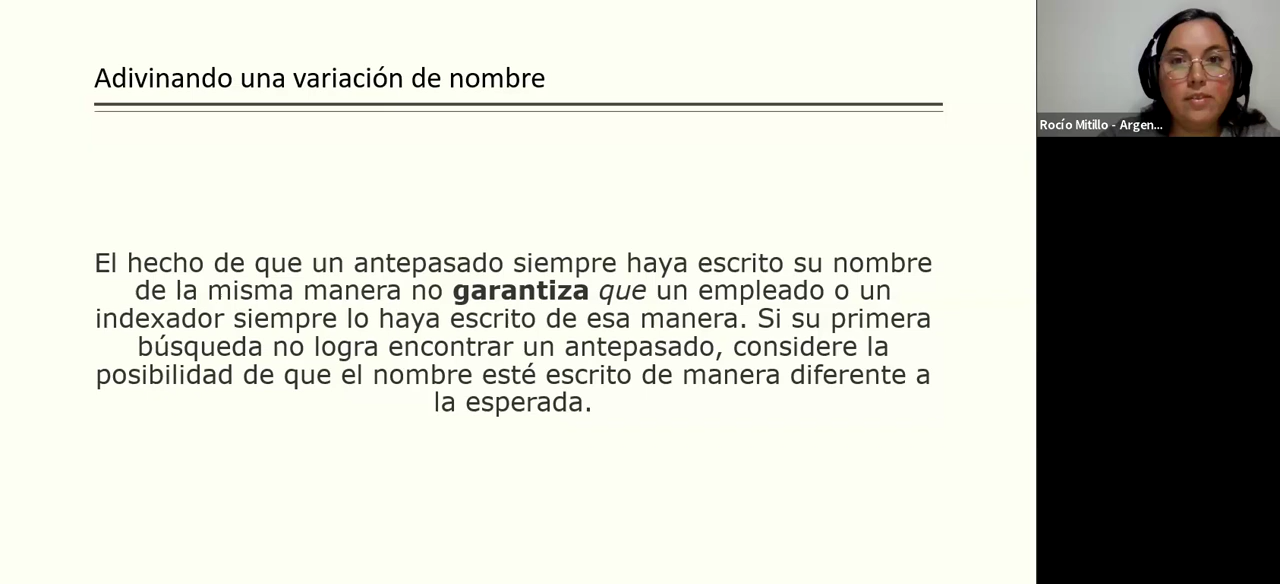 Adivinando una variación de nombre
El hecho de que un antepasado siempre haya escrito su nombre
de la misma manera no garantiza que un empleado o un
indexador siempre lo haya escrito de esa manera. Si su primera
búsqueda no logra encontrar un antepasado, considere la
posibilidad de que el nombre esté escrito de manera diferente a
la esperada.
Rocío Mitillo - Argen...